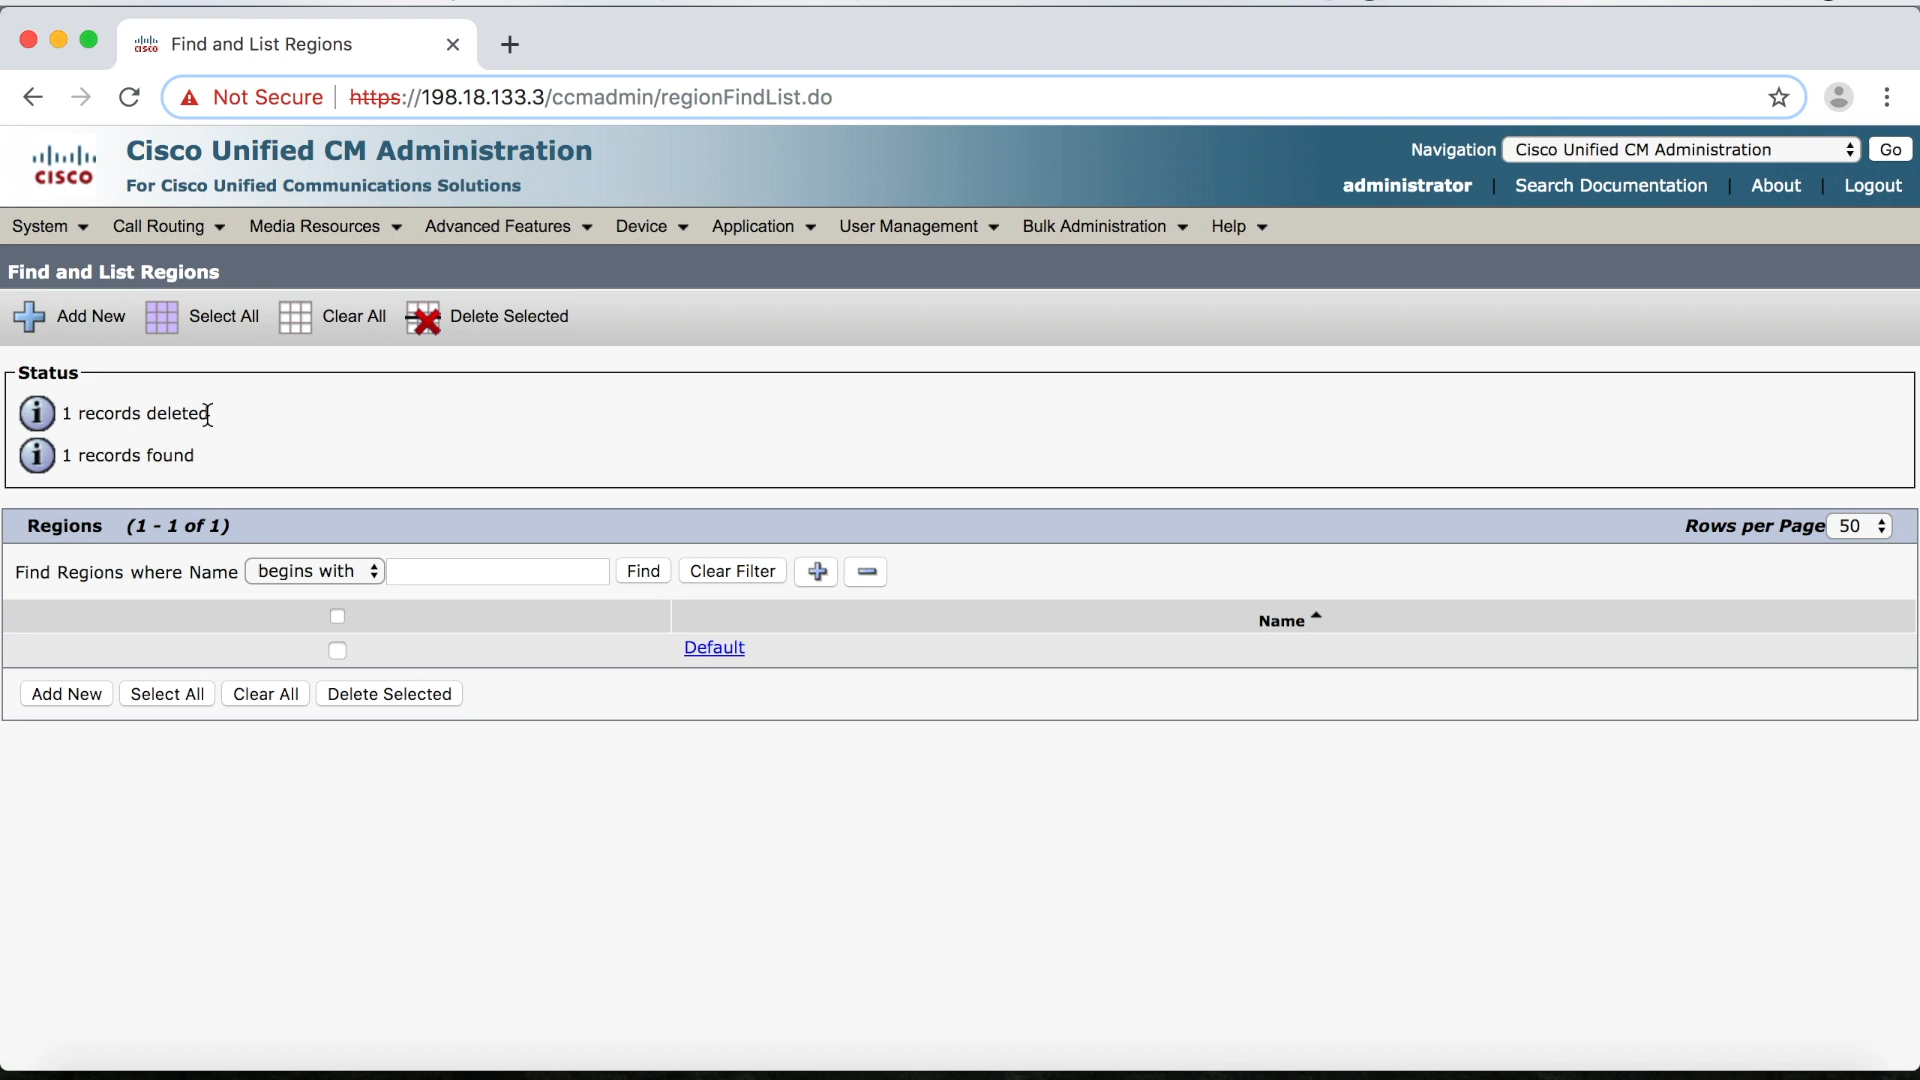 Find and List Regions
Not Secure https://198.18.133.3/ccmadmin/regionFindList.do
CISCO
Cisco Unified CM Administration
For Cisco Unified Communications Solutions
Navigation Cisco Unified CM Administration Go
administrator | Search Documentation | About | Logout
System Call Routing Media Resources Advanced Features Device Application User Management Bulk Administration Help
Find and List Regions
Add New Select All Clear All Delete Selected
Status
1 records deleted
1 records found
Regions (1 - 1 of 1) Rows per Page 50
Find Regions where Name begins with Find Clear Filter
Name
Default
Add New Select All Clear All Delete Selected